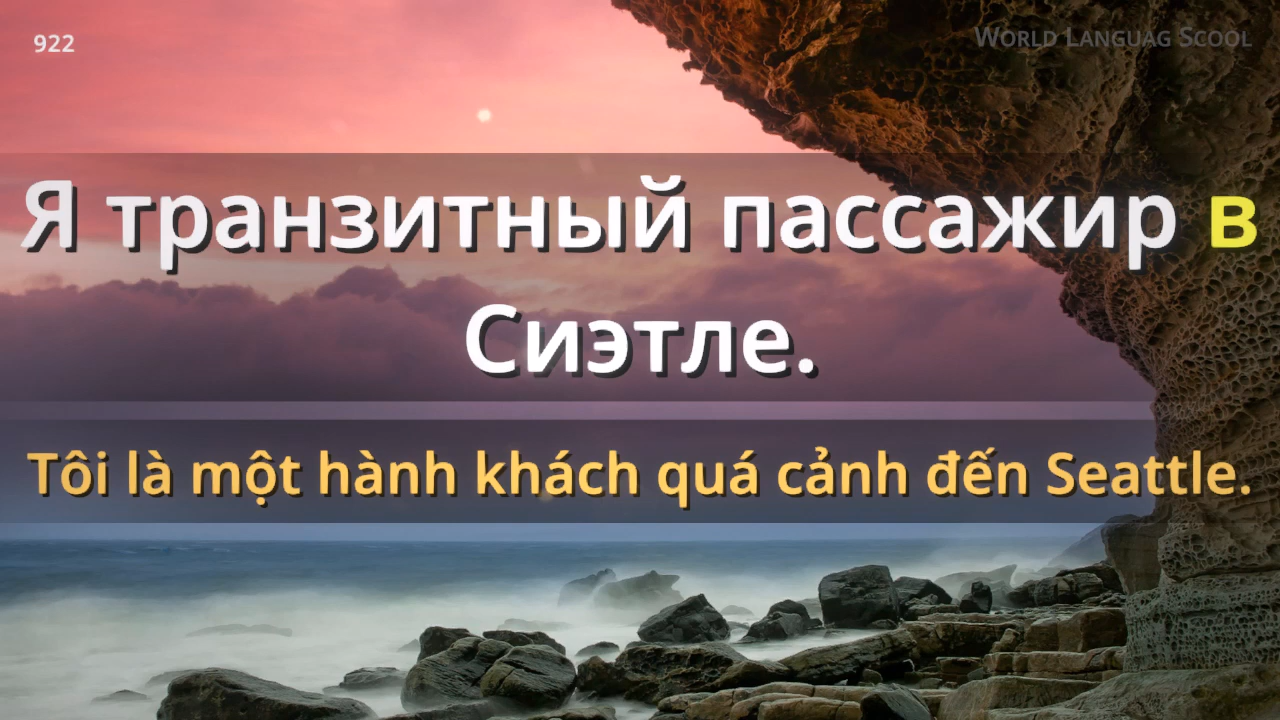 922
World Languag Scool
Я транзитный пассажир в
Сиэтле.
Tôi là một hành khách quá cảnh đến Seattle.